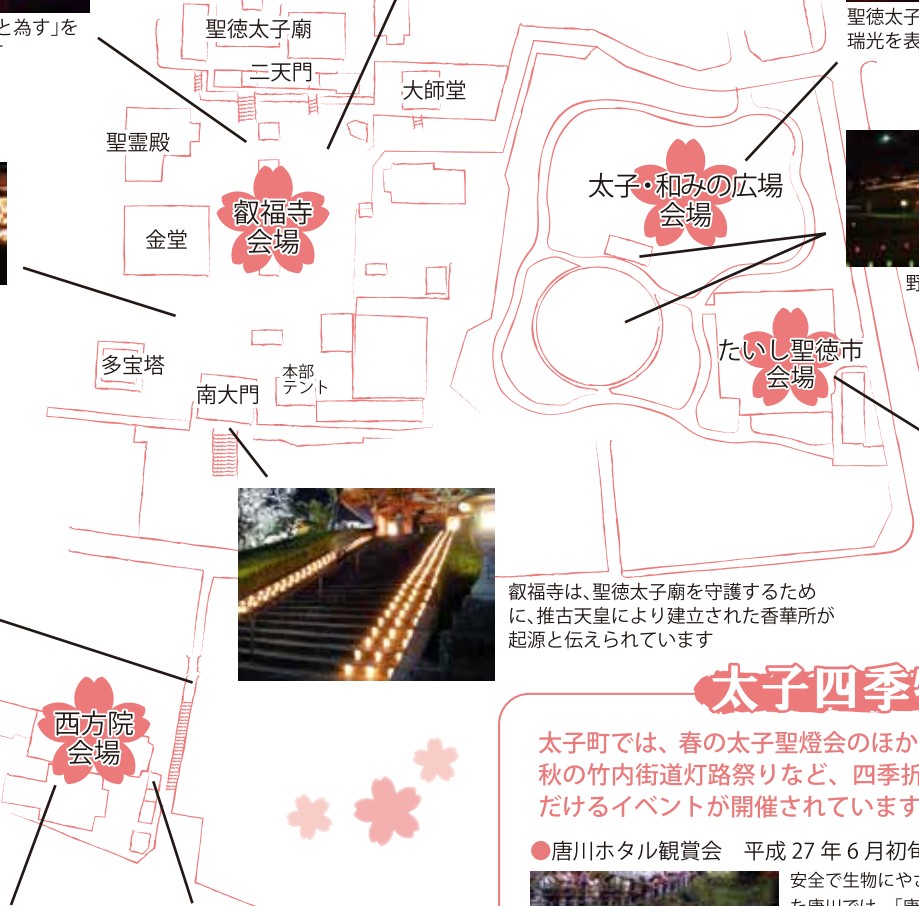 と為す」を
聖徳太子廟
二天門
大師堂
聖霊殿
叡福寺
会場
金堂
多宝塔
南大門
本部
テント
聖徳太子
瑞光を表
太子・和みの広場
会場
野
たいし聖徳市
会場
叡福寺は、聖徳太子廟を守護するため
に、推古天皇により建立された香華所が
起源と伝えられています
西方院
会場
太子四季
太子町では、春の太子聖燈会のほか
秋の竹内街道灯路祭りなど、四季折
だけるイベントが開催されています
●唐川ホタル観賞会　平成 27 年 6 月初旬
安全で生物にやさ
た唐川では、「唐